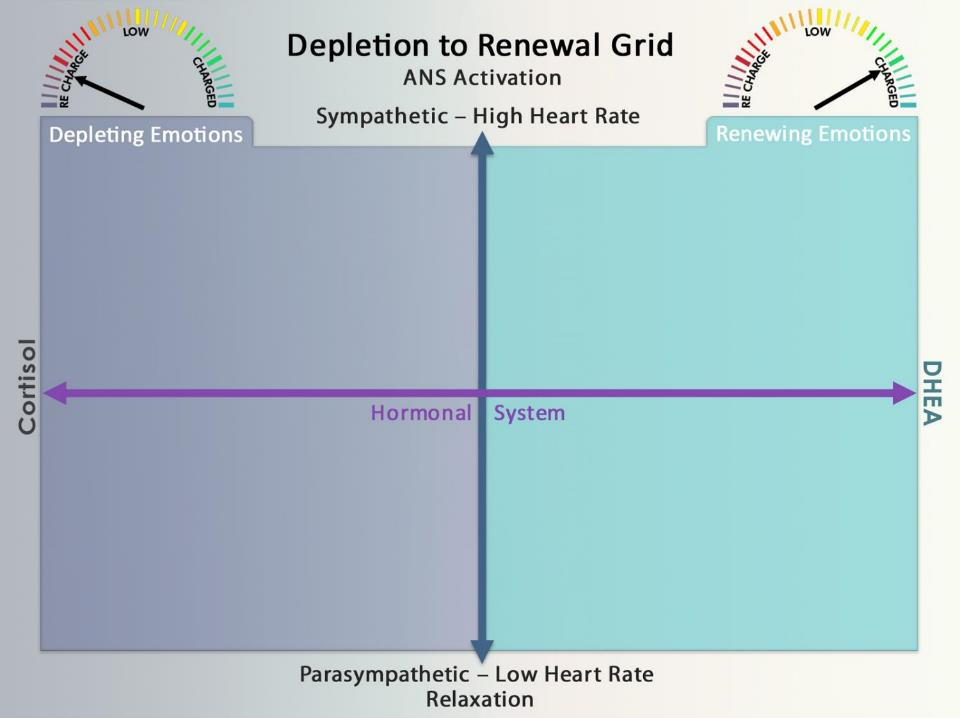 RE CHARGE
LOW
CHARGED
Depletion to Renewal Grid
ANS Activation
Sympathetic – High Heart Rate
RE CHARGE
LOW
CHARGED
Depleting Emotions
Renewing Emotions
Cortisol
DHEA
Hormonal System
Parasympathetic – Low Heart Rate
Relaxation